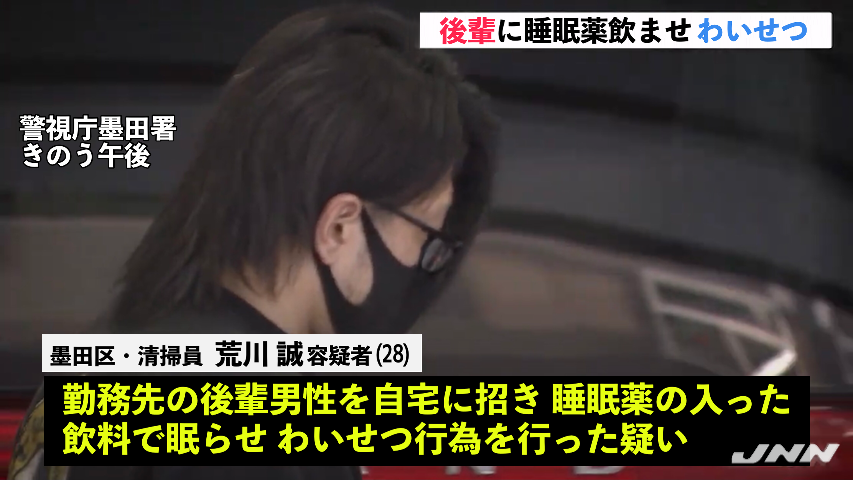 後輩に睡眠薬飲ませ わいせつ
警視庁墨田署
きのう午後
墨田区・清掃員 荒川 誠容疑者(28)
勤務先の後輩男性を自宅に招き 睡眠薬の入った
飲料で眠らせ わいせつ行為を行った疑い
JNN